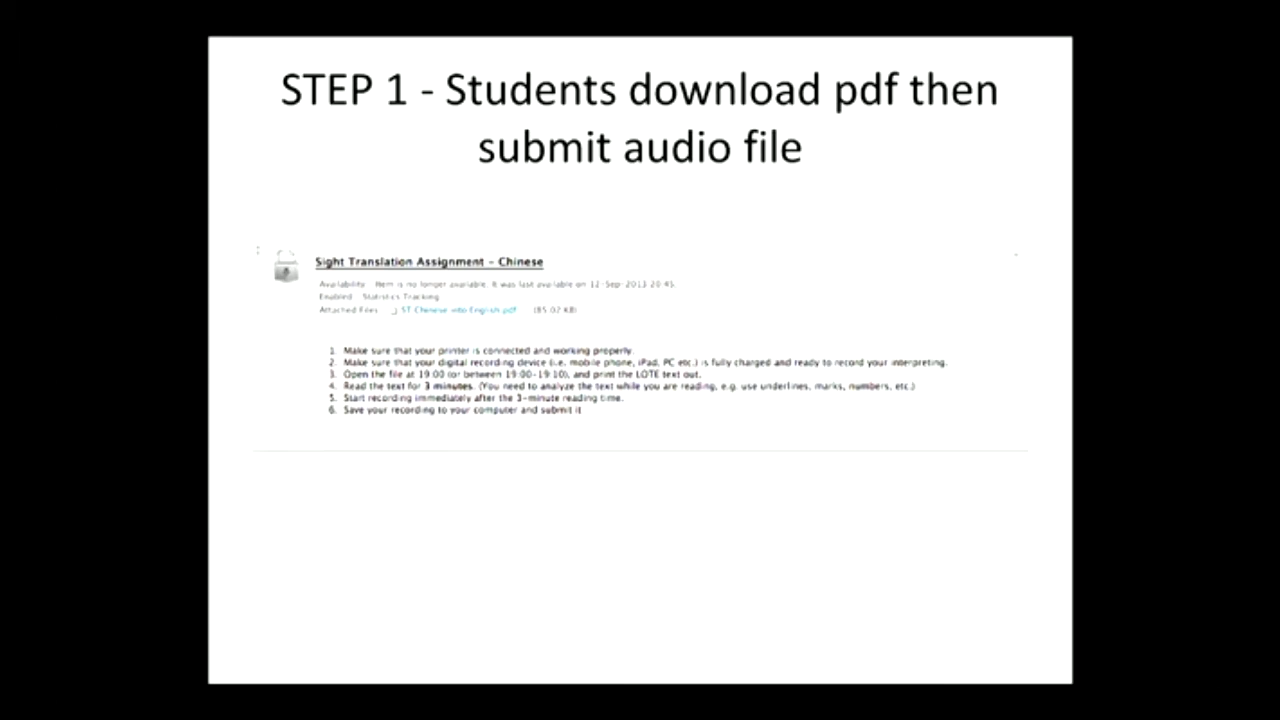 STEP 1 - Students download pdf then
submit audio file
Sight Translation Assignment - Chinese
Availability Item is no longer available. It was last available on 12-Sep-2013 20:45.
Enabled Statistics Tracking
Attached Files ST Chinese into English.pdf (85.02 KB)
1. Make sure that your printer is connected and working properly.
2. Make sure that your digital recording device (i.e. mobile phone, iPad, PC etc.) is fully charged and ready to record your interpreting.
3. Open the file at 19:00 (or between 19:00-19:10), and print the LOTE text out.
4. Read the text for 3 minutes. (You need to analyze the text while you are reading, e.g. use underlines, marks, numbers, etc.)
5. Start recording immediately after the 3-minute reading time.
6. Save your recording to your computer and submit it